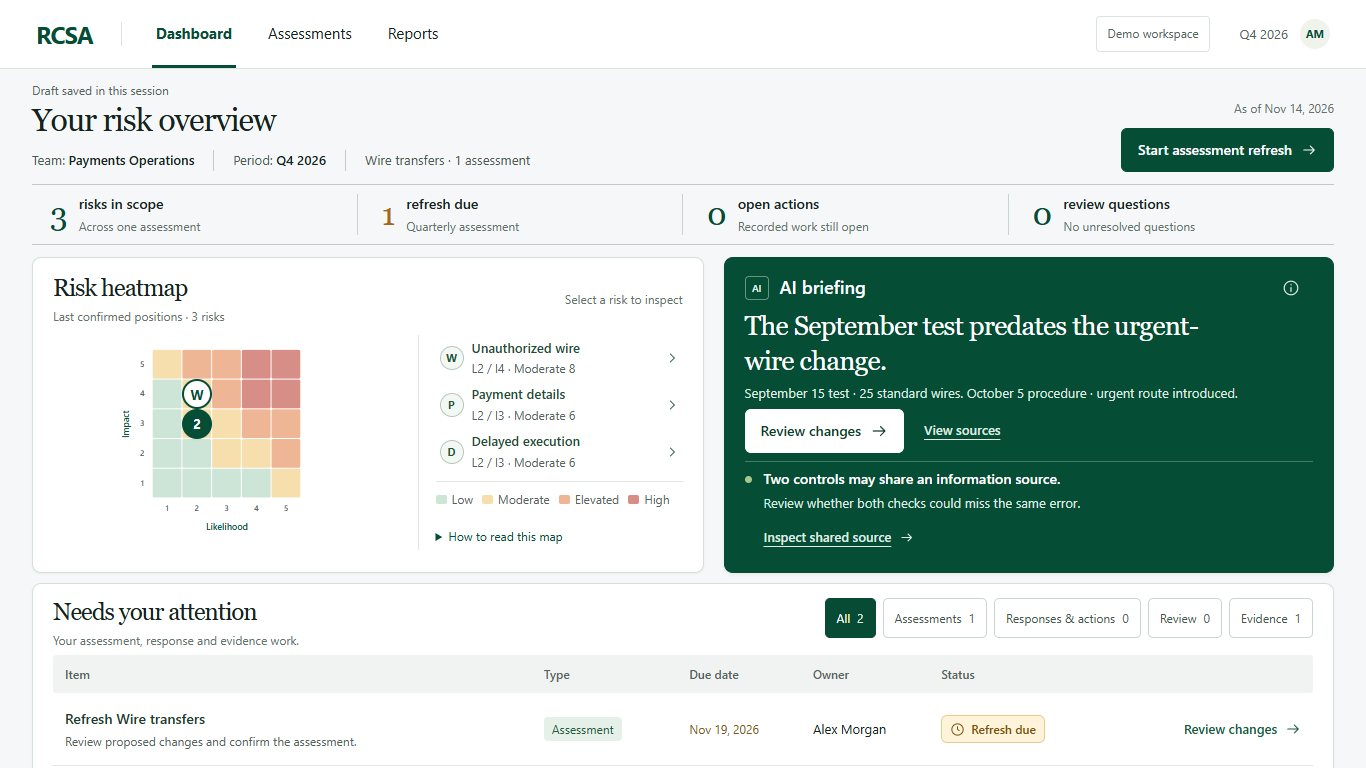 RCSA
Dashboard
Assessments
Reports
Demo workspace
Q4 2026
AM
Draft saved in this session
Your risk overview
As of Nov 14, 2026
Team: Payments Operations
Period: Q4 2026
Wire transfers · 1 assessment
Start assessment refresh →
3
risks in scope
Across one assessment
1
refresh due
Quarterly assessment
0
open actions
Recorded work still open
0
review questions
No unresolved questions
Risk heatmap
Last confirmed positions · 3 risks
Select a risk to inspect
Impact
5
4
3
2
1
W
2
1 2 3 4 5
Likelihood
W
Unauthorized wire
L2 / I4 · Moderate 8
P
Payment details
L2 / I3 · Moderate 6
D
Delayed execution
L2 / I3 · Moderate 6
Low Moderate Elevated High
How to read this map
AI
AI briefing
The September test predates the urgent-
wire change.
September 15 test · 25 standard wires. October 5 procedure · urgent route introduced.
Review changes →
View sources
Two controls may share an information source.
Review whether both checks could miss the same error.
Inspect shared source →
Needs your attention
Your assessment, response and evidence work.
All 2
Assessments 1
Responses & actions 0
Review 0
Evidence 1
Item Type Due date Owner Status
Refresh Wire transfers
Review proposed changes and confirm the assessment.
Assessment
Nov 19, 2026
Alex Morgan
Refresh due
Review changes →